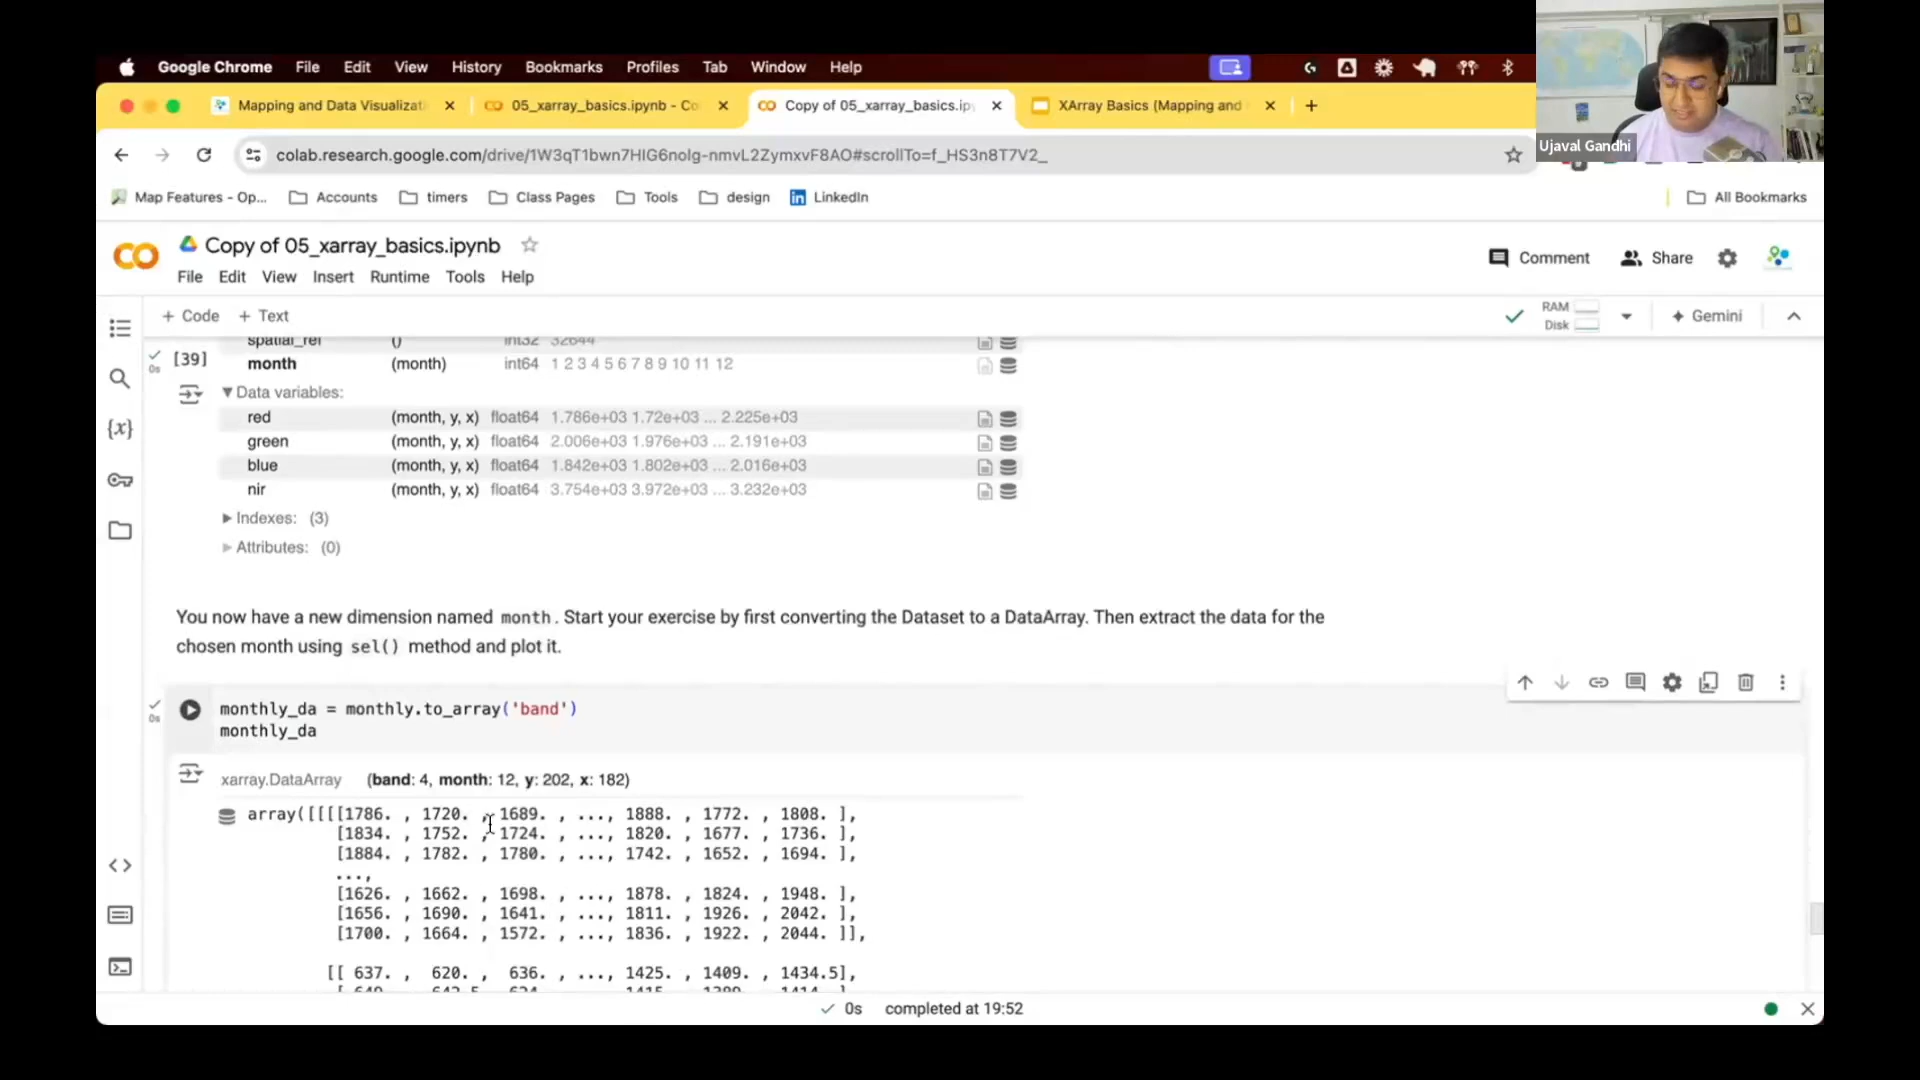 Google Chrome File Edit View History Bookmarks Profiles Tab Window Help
Ujaval Gandhi
Mapping and Data Visualizat
05_xarray_basics.ipynb - Co
Copy of 05_xarray_basics.ipy
XArray Basics (Mapping and
colab.research.google.com/drive/1W3qT1bwn7HIG6noIg-nmvL2ZymxvF8AO#scrollTo=f_HS3n8T7V2_
Map Features - Op... Accounts timers Class Pages Tools design LinkedIn All Bookmarks
Copy of 05_xarray_basics.ipynb
Comment Share
File Edit View Insert Runtime Tools Help
+ Code + Text
RAM
Disk
Gemini
spatial_ref () int32 32644
[39]
0s
month (month) int64 1 2 3 4 5 6 7 8 9 10 11 12
Data variables:
red (month, y, x) float64 1.786e+03 1.72e+03 ... 2.225e+03
green (month, y, x) float64 2.006e+03 1.976e+03 ... 2.191e+03
blue (month, y, x) float64 1.842e+03 1.802e+03 ... 2.016e+03
nir (month, y, x) float64 3.754e+03 3.972e+03 ... 3.232e+03
Indexes: (3)
Attributes: (0)
You now have a new dimension named month. Start your exercise by first converting the Dataset to a DataArray. Then extract the data for the
chosen month using sel() method and plot it.
0s
monthly_da = monthly.to_array('band')
monthly_da
xarray.DataArray (band: 4, month: 12, y: 202, x: 182)
array([[[[1786. , 1720. , 1689. , ..., 1888. , 1772. , 1808. ],
[1834. , 1752. , 1724. , ..., 1820. , 1677. , 1736. ],
[1884. , 1782. , 1780. , ..., 1742. , 1652. , 1694. ],
...,
[1626. , 1662. , 1698. , ..., 1878. , 1824. , 1948. ],
[1656. , 1690. , 1641. , ..., 1811. , 1926. , 2042. ],
[1700. , 1664. , 1572. , ..., 1836. , 1922. , 2044. ]],
[[ 637. , 620. , 636. , ..., 1425. , 1409. , 1434.5],
0s completed at 19:52